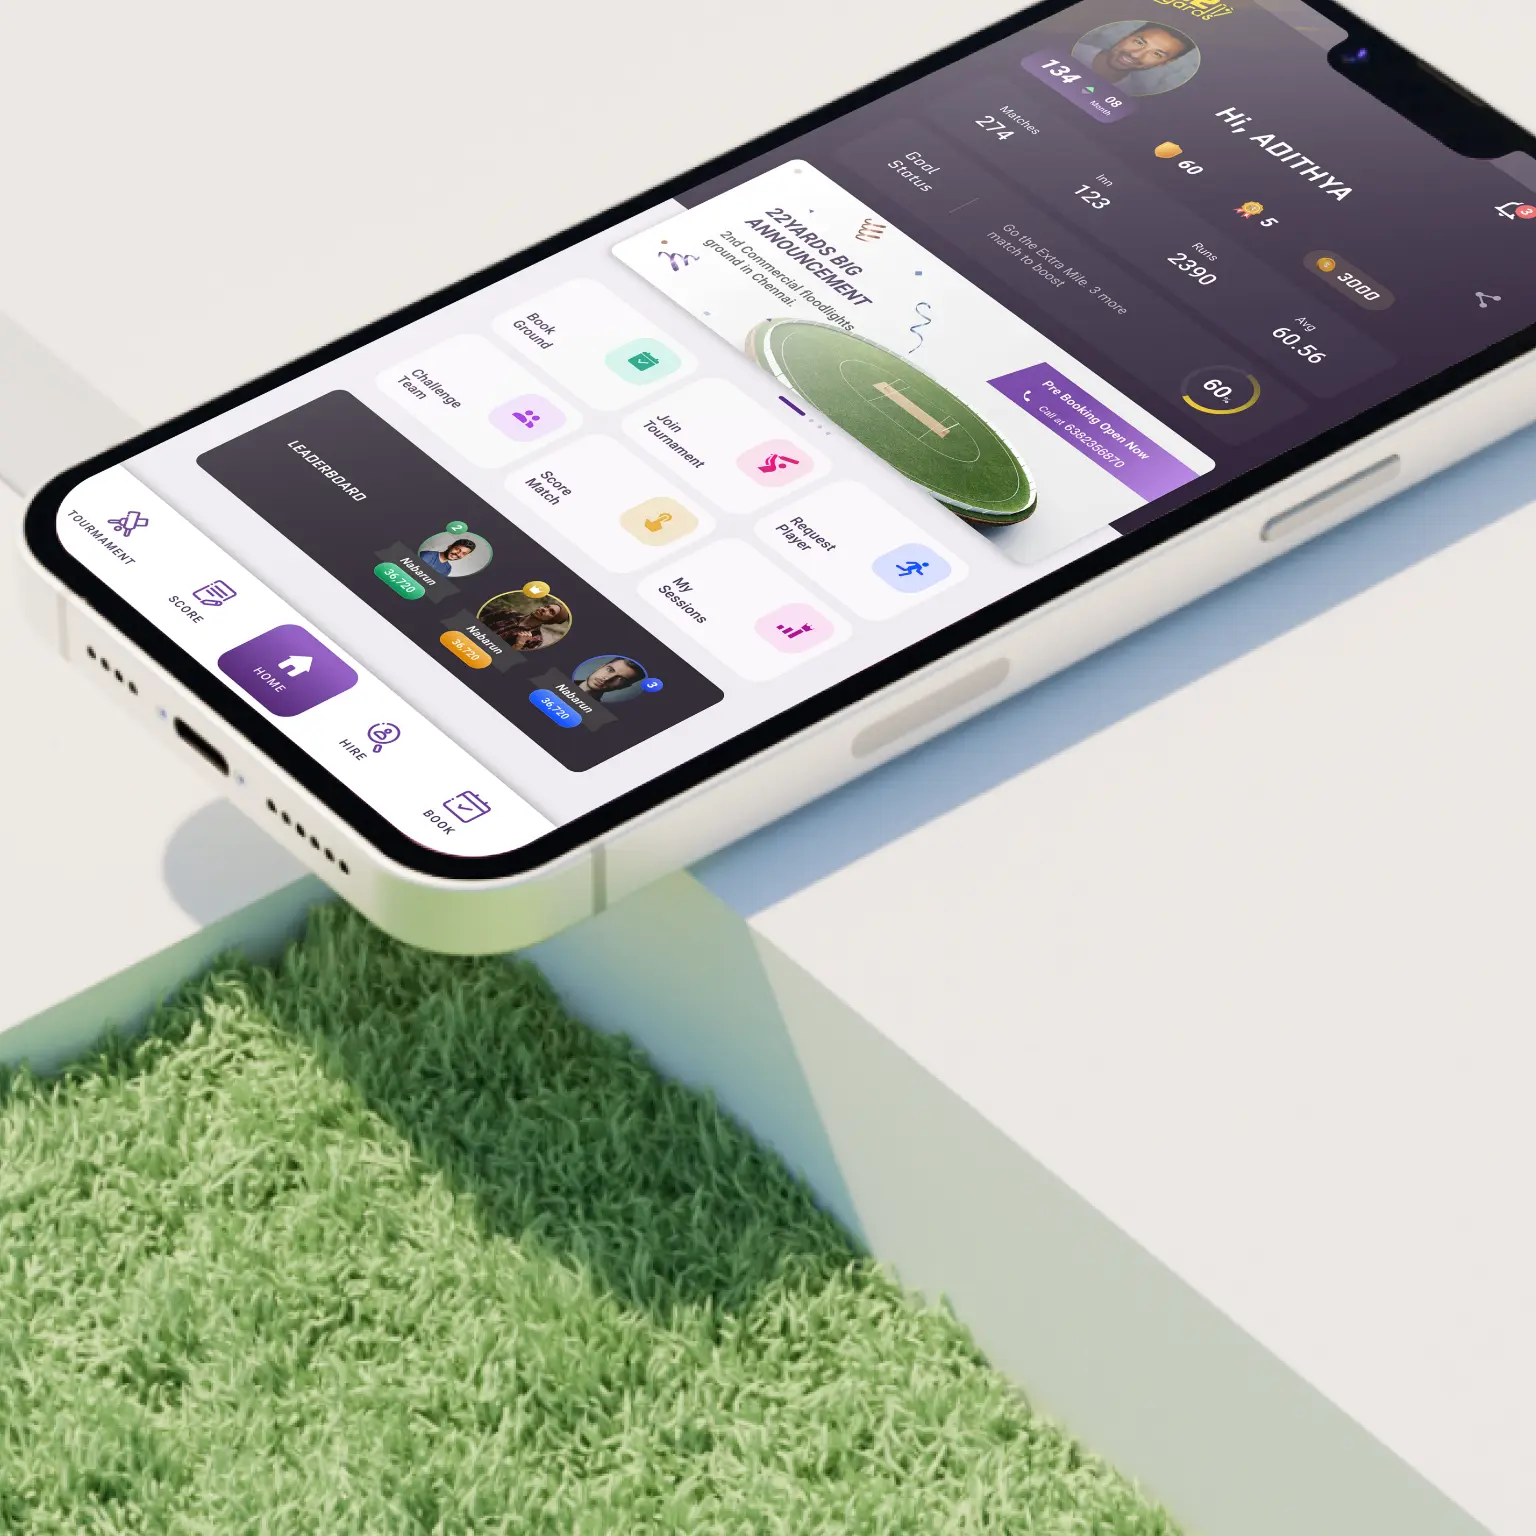 yards
134
08
Month
Hi, ADITHYA
60
5
3000
3
Matches
274
Inn
123
Runs
2390
Avg
60.56
Goal
Status
Go the Extra Mile. 3 more
match to boost
60%
22YARDS BIG
ANNOUNCEMENT
2nd Commercial floodlights
ground in Chennai.
Pre Booking Open Now
Call at 6382356870
Book
Ground
Join
Tournament
Request
Player
Challenge
Team
Score
Match
My
Sessions
LEADERBOARD
2
Nabarun
36,720
Nabarun
36,720
3
Nabarun
36,720
TOURMAMENT
SCORE
HOME
HIRE
BOOK